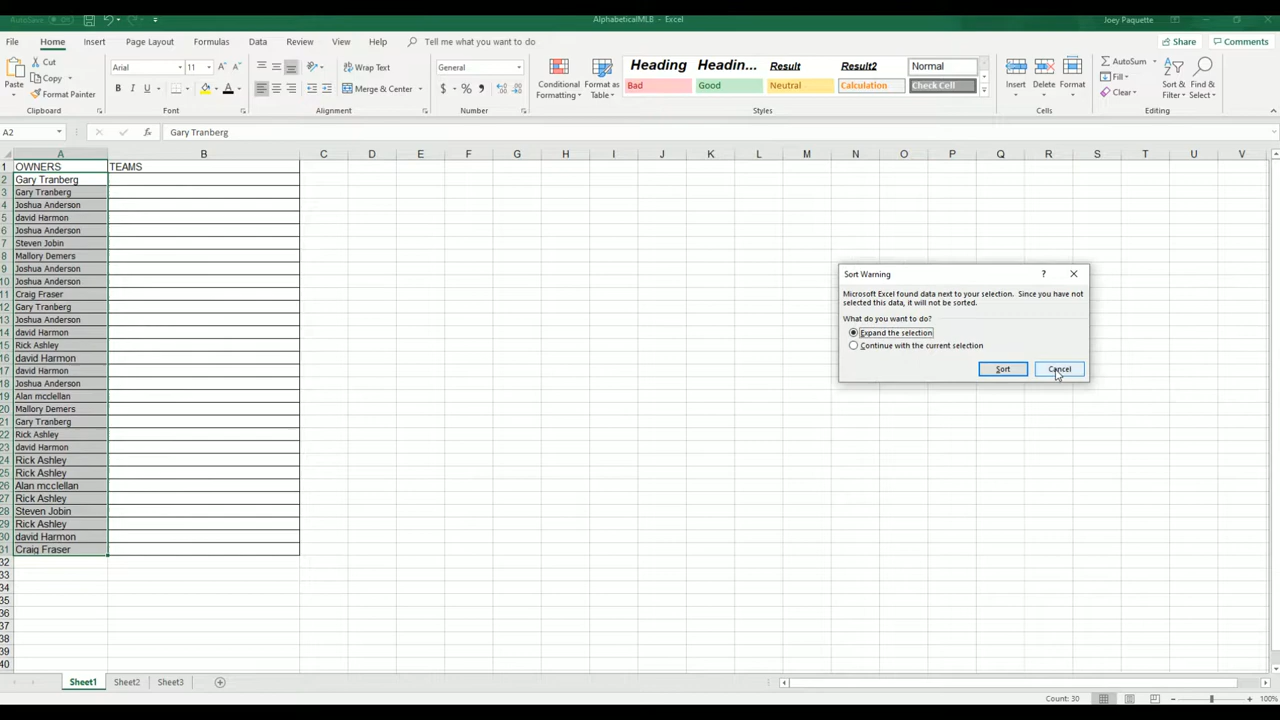 AutoSave Off AlphabeticalMLB - Excel Joey Paquette
File Home Insert Page Layout Formulas Data Review View Help Tell me what you want to do Share Comments
Paste Cut Copy Format Painter
Clipboard
Arial 11 A A
B I U A
Font
Wrap Text
Merge & Center
Alignment
General
$ % ,
Number
Conditional Formatting
Format as Table
Heading Headin... Result Result2 Normal
Bad Good Neutral Calculation Check Cell
Styles
Insert Delete Format
Cells
AutoSum
Fill
Clear
Sort & Filter
Find & Select
Editing
A2 fx Gary Tranberg
A B C D E F G H I J K L M N O P Q R S T U V
1 OWNERS TEAMS
2 Gary Tranberg
3 Gary Tranberg
4 Joshua Anderson
5 david Harmon
6 Joshua Anderson
7 Steven Jobin
8 Mallory Demers
9 Joshua Anderson
10 Joshua Anderson
11 Craig Fraser
12 Gary Tranberg
13 Joshua Anderson
14 david Harmon
15 Rick Ashley
16 david Harmon
17 david Harmon
18 Joshua Anderson
19 Alan mcclellan
20 Mallory Demers
21 Gary Tranberg
22 Rick Ashley
23 david Harmon
24 Rick Ashley
25 Rick Ashley
26 Alan mcclellan
27 Rick Ashley
28 Steven Jobin
29 Rick Ashley
30 david Harmon
31 Craig Fraser
32
33
34
35
36
37
38
39
40
Sort Warning ?
Microsoft Excel found data next to your selection. Since you have not
selected this data, it will not be sorted.
What do you want to do?
Expand the selection
Continue with the current selection
Sort Cancel
Sheet1 Sheet2 Sheet3
Count: 30 100%